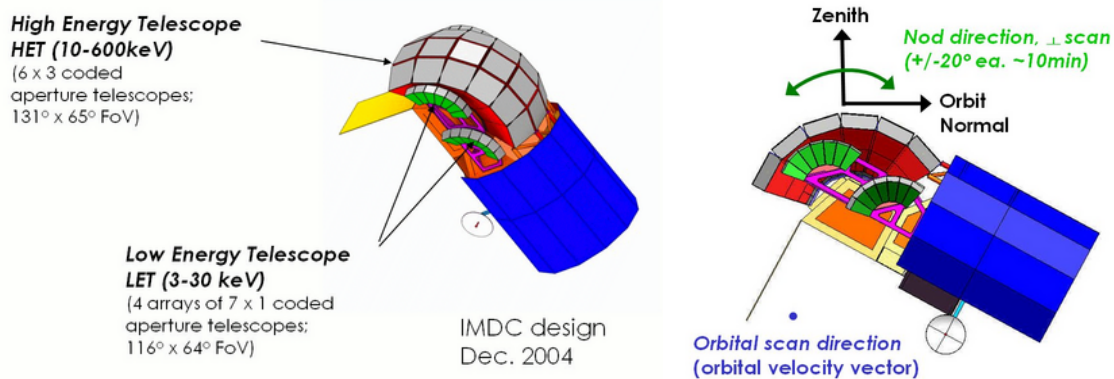 High Energy Telescope
HET (10-600keV)
(6 x 3 coded
aperture telescopes;
131° x 65° FoV)
Low Energy Telescope
LET (3-30 keV)
(4 arrays of 7 x 1 coded
aperture telescopes;
116° x 64° FoV)
IMDC design
Dec. 2004
Zenith
Nod direction, ⊥ scan
(+/-20° ea. ~10min)
Orbit
Normal
Orbital scan direction
(orbital velocity vector)